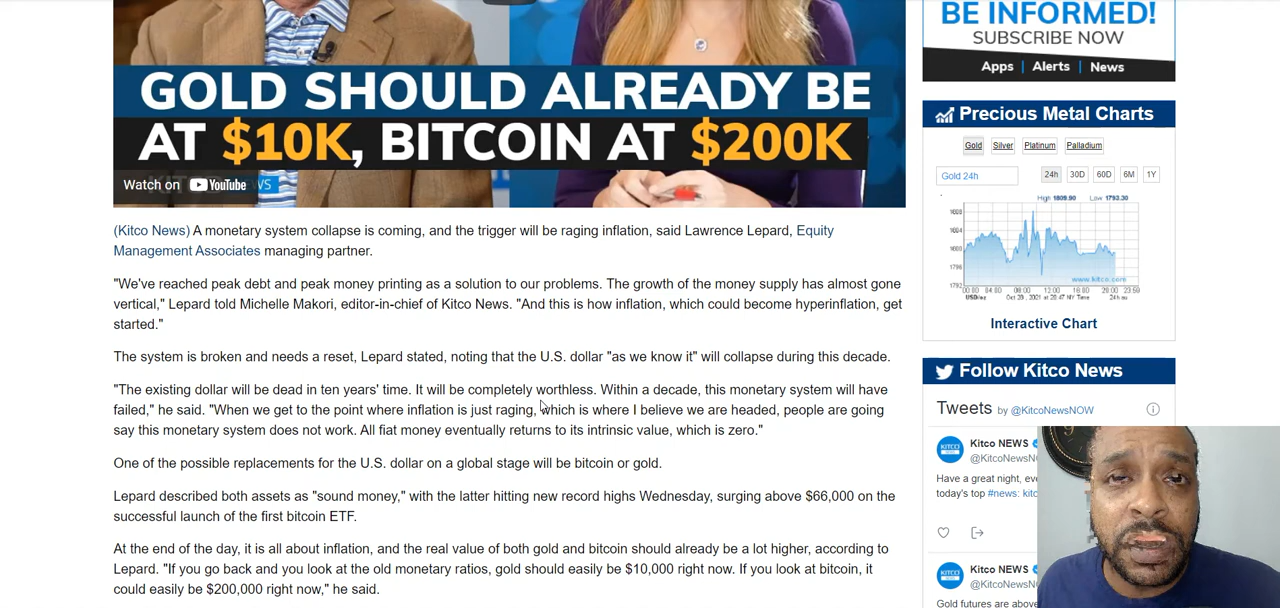 BE INFORMED!
SUBSCRIBE NOW
Apps | Alerts | News
GOLD SHOULD ALREADY BE
AT $10K, BITCOIN AT $200K
Watch on YouTube
Precious Metal Charts
Gold Silver Platinum Palladium
Gold 24h 24h 30D 60D 6M 1Y
High 1809.90 Low 1793.30
www.kitco.com
Interactive Chart
(Kitco News) A monetary system collapse is coming, and the trigger will be raging inflation, said Lawrence Lepard, Equity
Management Associates managing partner.
"We've reached peak debt and peak money printing as a solution to our problems. The growth of the money supply has almost gone
vertical," Lepard told Michelle Makori, editor-in-chief of Kitco News. "And this is how inflation, which could become hyperinflation, get
started."
The system is broken and needs a reset, Lepard stated, noting that the U.S. dollar "as we know it" will collapse during this decade.
"The existing dollar will be dead in ten years' time. It will be completely worthless. Within a decade, this monetary system will have
failed," he said. "When we get to the point where inflation is just raging, which is where I believe we are headed, people are going
say this monetary system does not work. All fiat money eventually returns to its intrinsic value, which is zero."
One of the possible replacements for the U.S. dollar on a global stage will be bitcoin or gold.
Lepard described both assets as "sound money," with the latter hitting new record highs Wednesday, surging above $66,000 on the
successful launch of the first bitcoin ETF.
At the end of the day, it is all about inflation, and the real value of both gold and bitcoin should already be a lot higher, according to
Lepard. "If you go back and you look at the old monetary ratios, gold should easily be $10,000 right now. If you look at bitcoin, it
could easily be $200,000 right now," he said.
Follow Kitco News
Tweets by @KitcoNewsNOW
Kitco NEWS
@KitcoNewsN
Have a great night, eve
today's top #news: kitc
Kitco NEWS
@KitcoNewsN
Gold futures are above